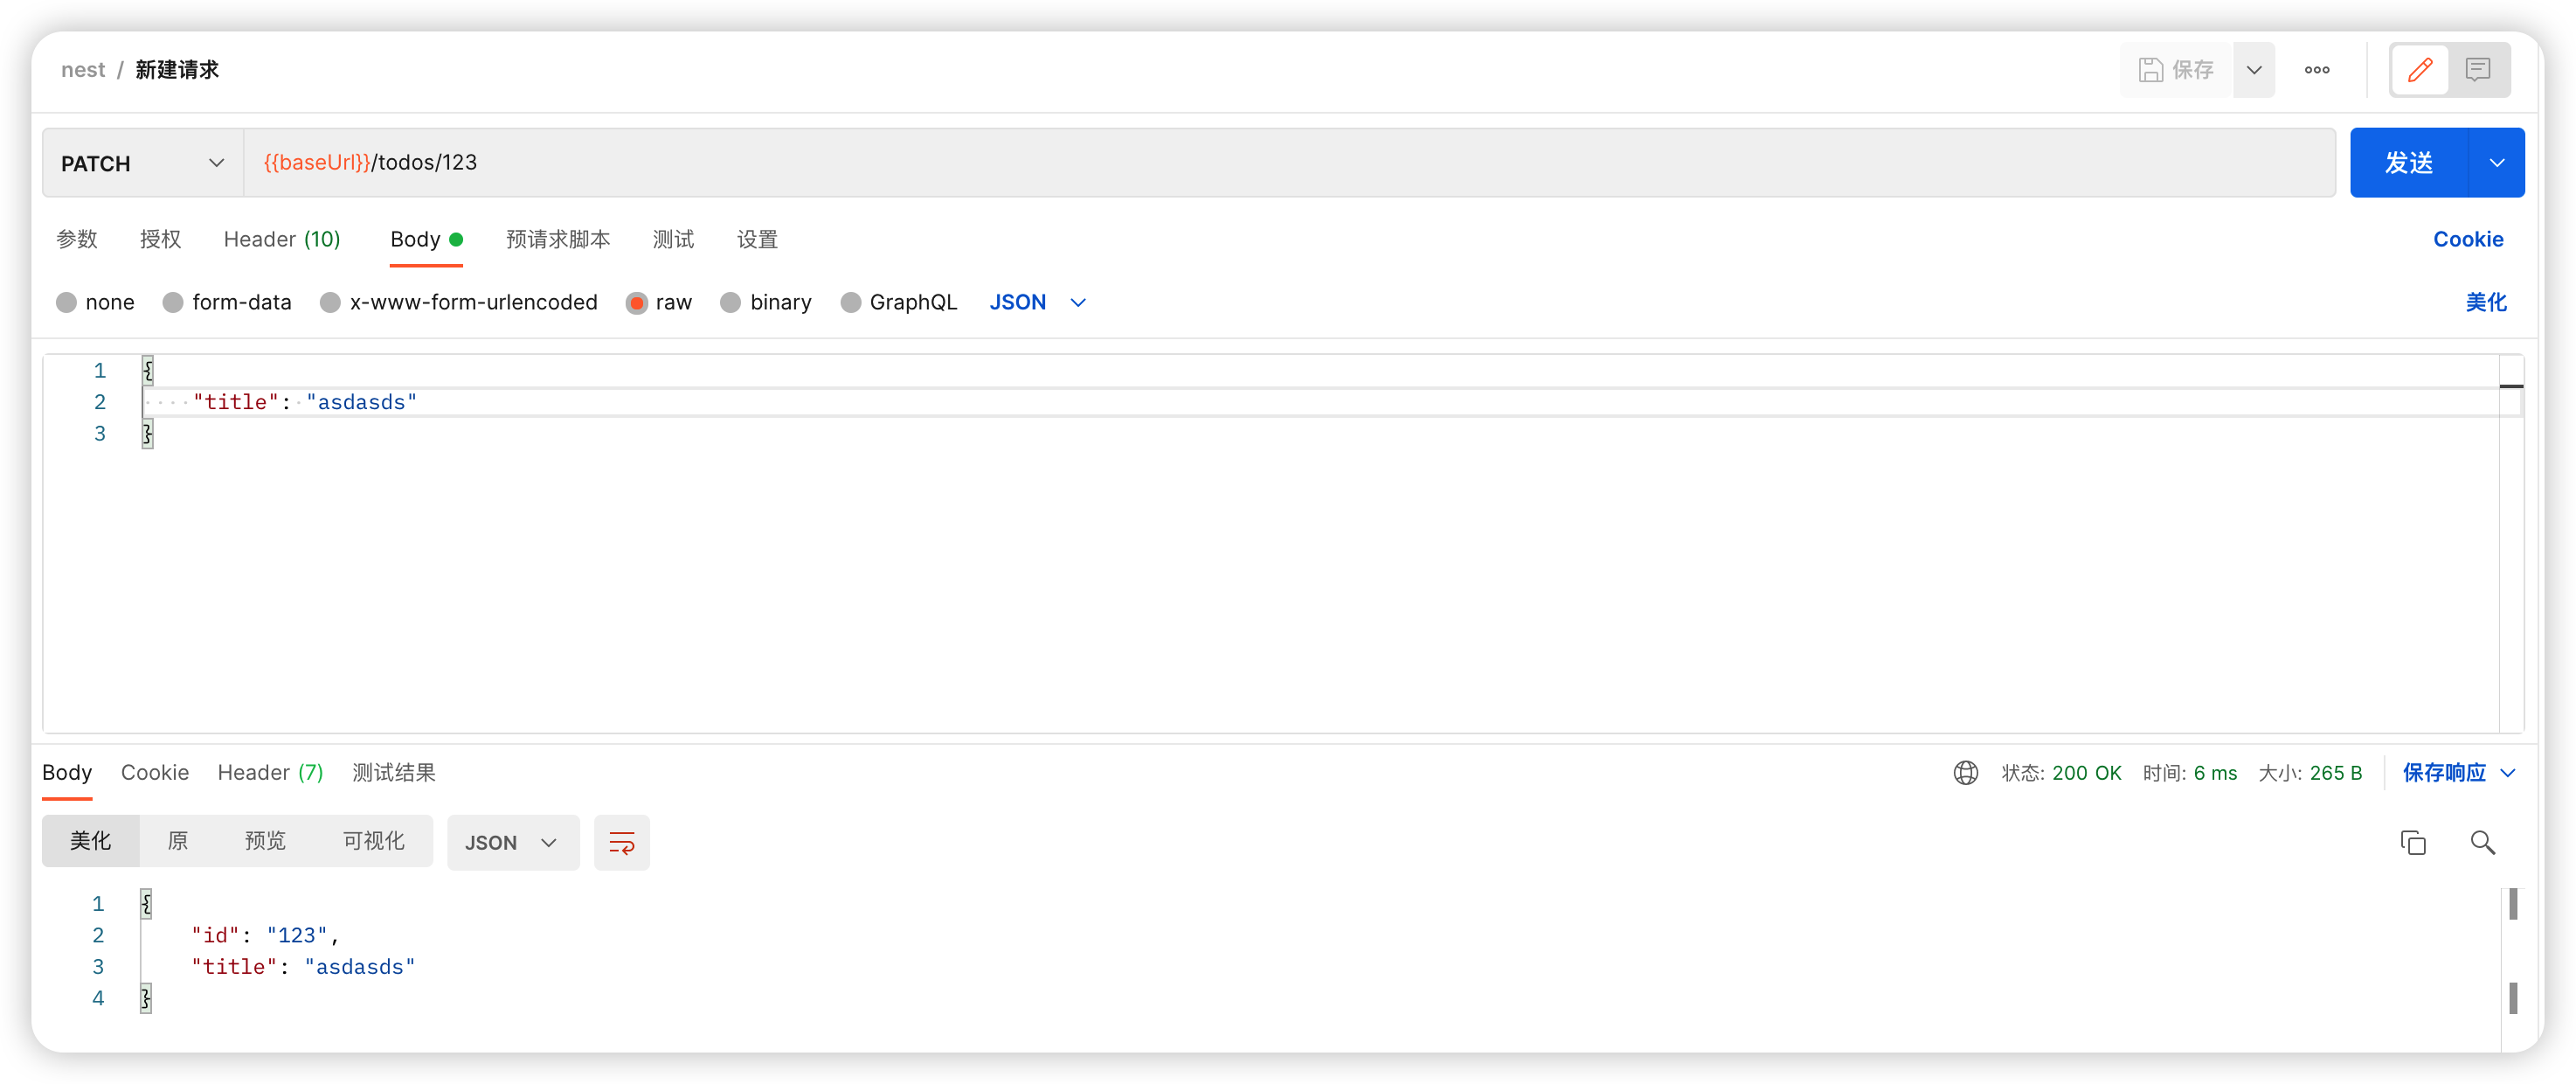 nest / 新建请求
保存
PATCH
{{baseUrl}}/todos/123
发送
参数 授权 Header (10) Body 预请求脚本 测试 设置 Cookie
none form-data x-www-form-urlencoded raw binary GraphQL JSON 美化
1 {
2 "title": "asdasds"
3 }
Body Cookie Header (7) 测试结果 状态: 200 OK 时间: 6 ms 大小: 265 B 保存响应
美化 原 预览 可视化 JSON
1 {
2 "id": "123",
3 "title": "asdasds"
4 }